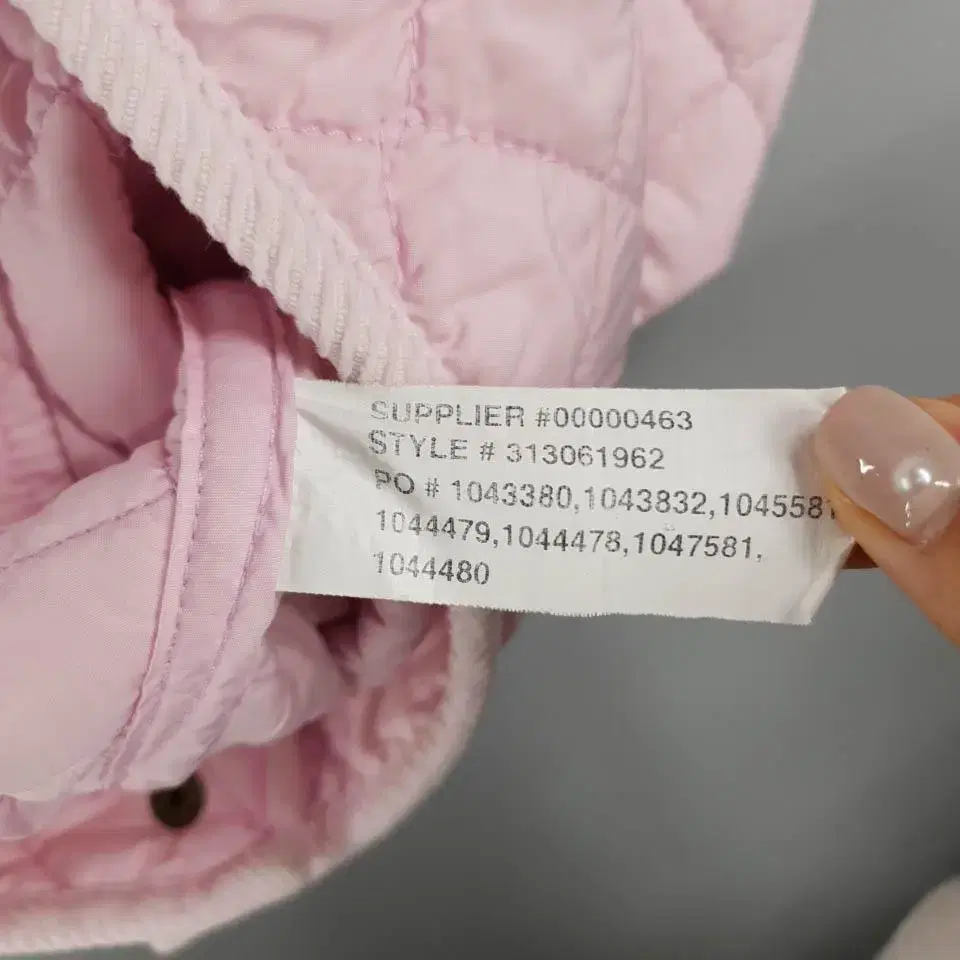 SUPPLIER #00000463
STYLE # 313061962
PO # 1043380,1043832,1045581
1044479,1044478,1047581,
1044480